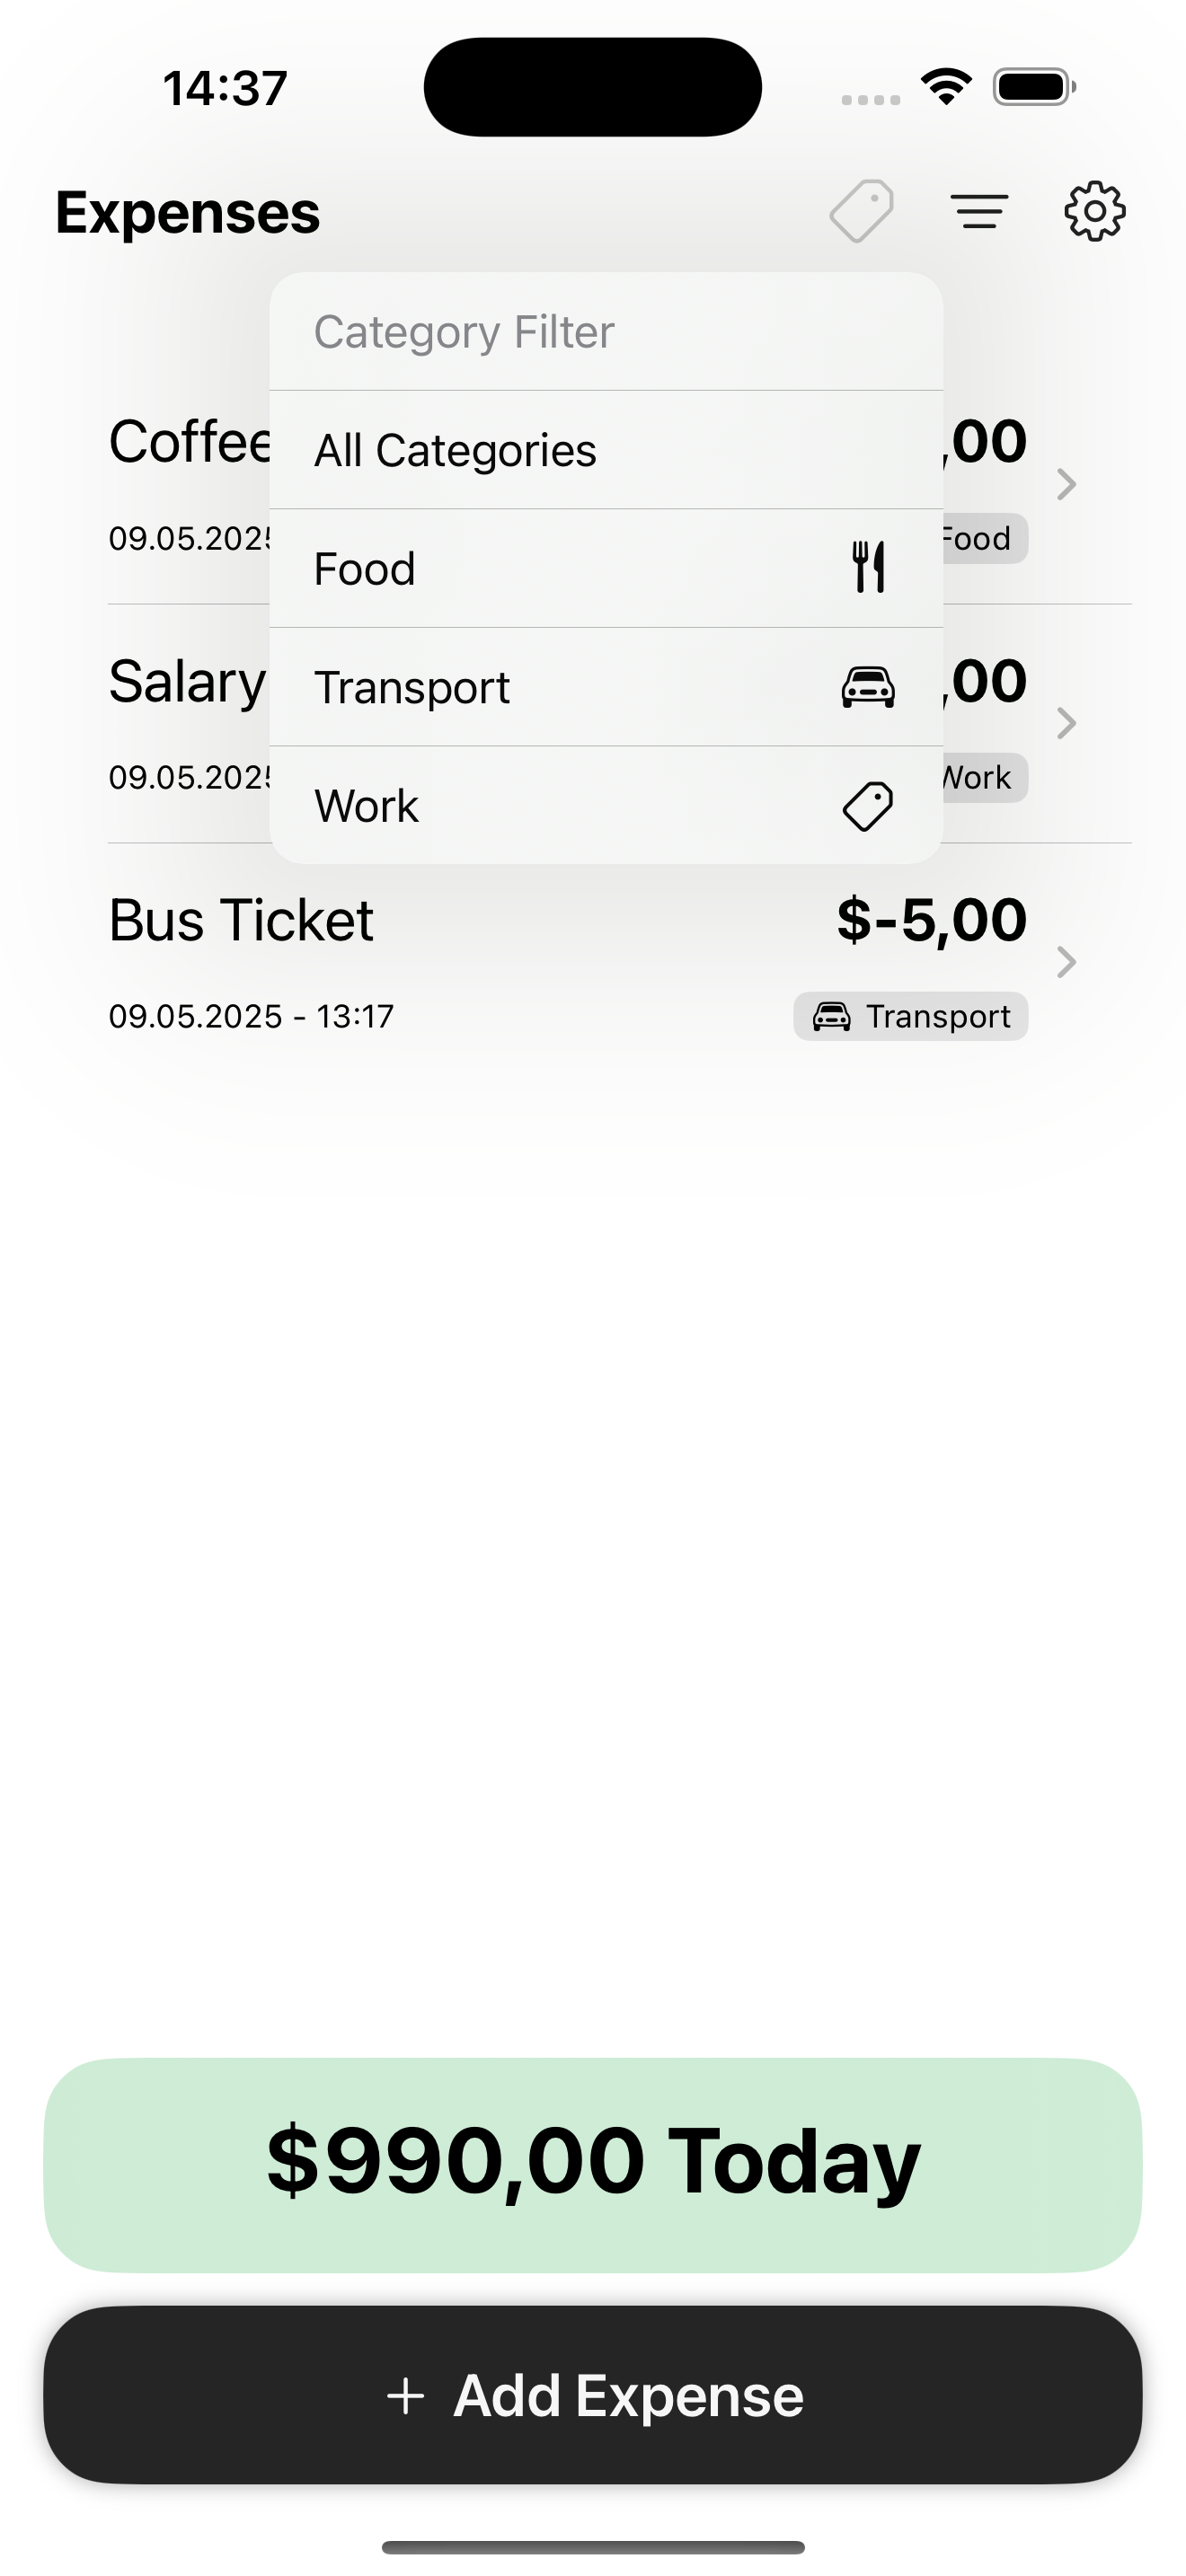 14:37
Expenses
Category Filter
All Categories
Food
Transport
Work
Coffee
,00
09.05.2025
Food
Salary
,00
09.05.2025
Work
Bus Ticket
$-5,00
09.05.2025 - 13:17
Transport
$990,00 Today
+ Add Expense